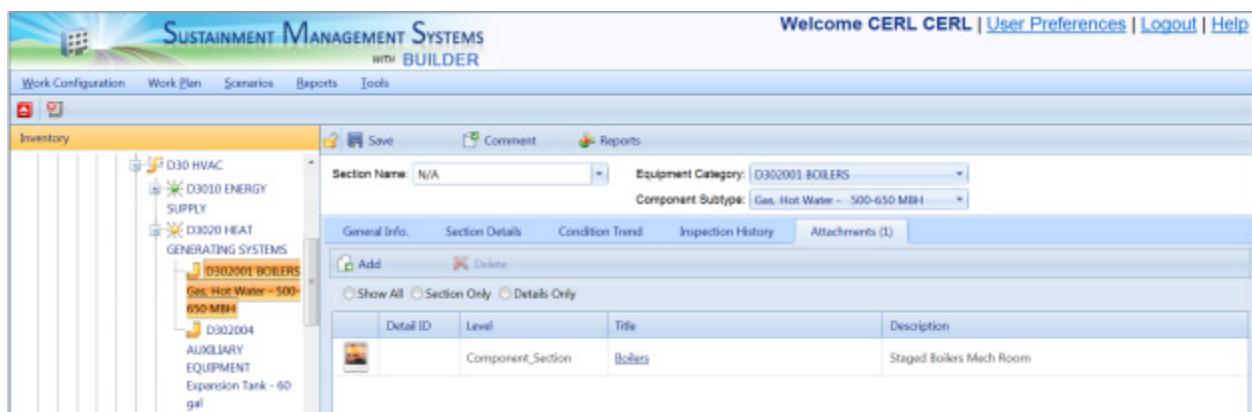 SUSTAINMENT MANAGEMENT SYSTEMS
WITH BUILDER
Welcome CERL CERL | User Preferences | Logout | Help
Work Configuration Work Plan Scenarios Reports Tools
Inventory
Save Comment Reports
D30 HVAC
D3010 ENERGY
SUPPLY
D3020 HEAT
GENERATING SYSTEMS
D302001 BOILERS
Gas, Hot Water - 500-
650 MBH
D302004
AUXILIARY
EQUIPMENT
Expansion Tank - 60
gal
Section Name: N/A Equipment Category: D302001 BOILERS
Component Subtype: Gas, Hot Water - 500-650 MBH
General Info. Section Details Condition Trend Inspection History Attachments (1)
Add Delete
Show All Section Only Details Only
Detail ID Level Title Description
Component_Section Boilers Staged Boilers Mech Room